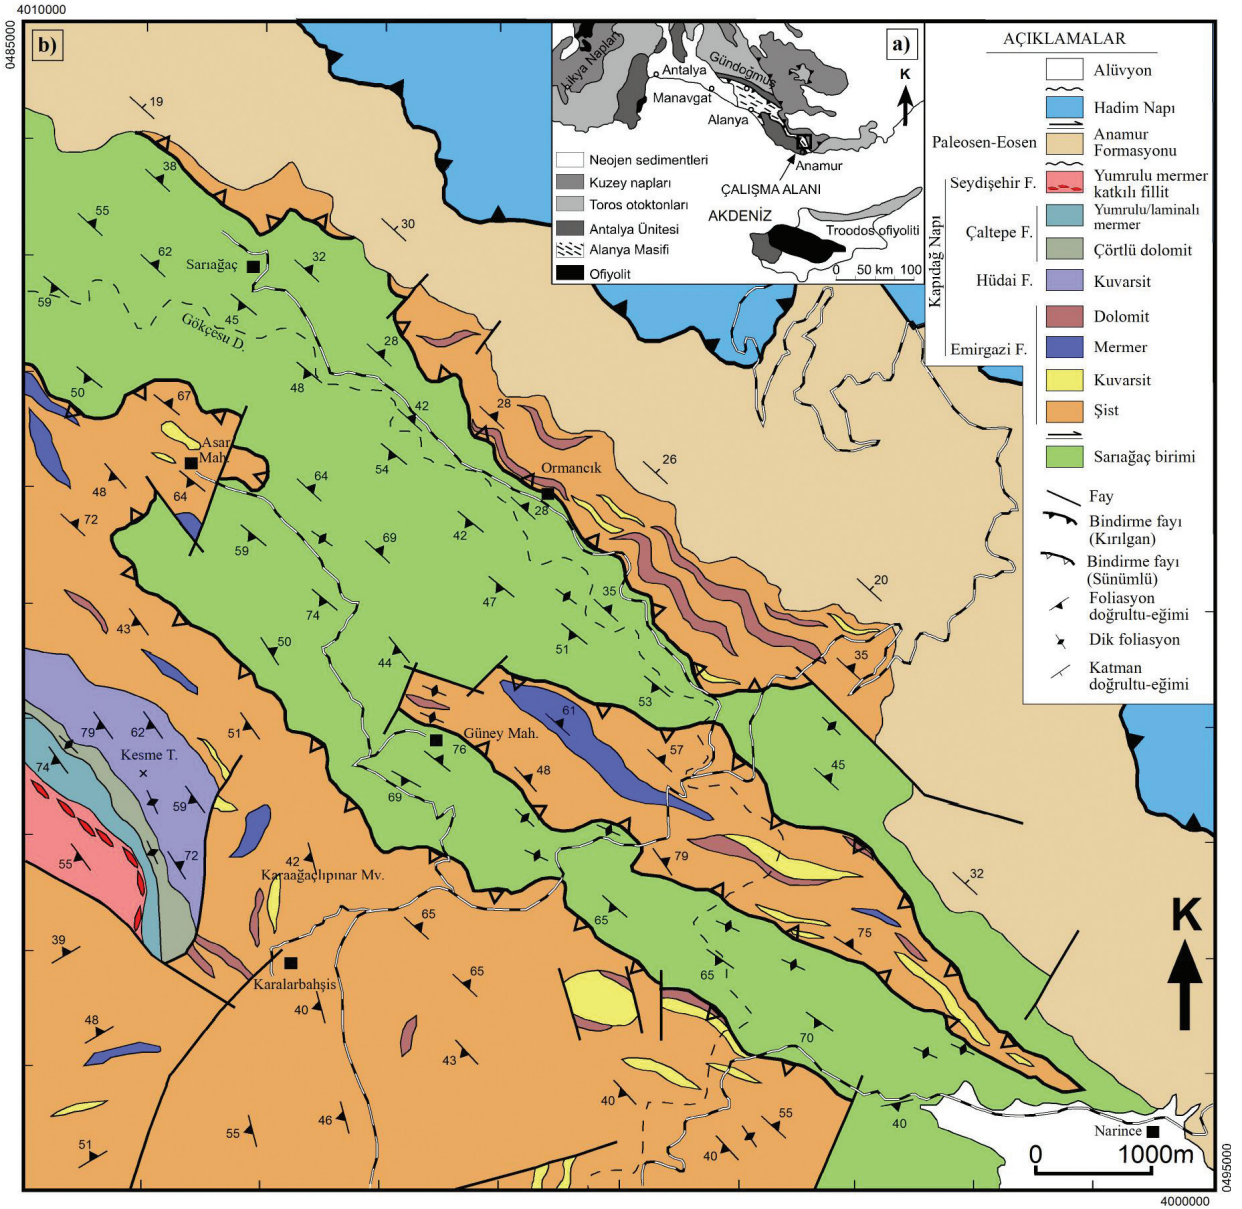 4010000
0485000
b)
a)
Likya Napları
Antalya
Gündoğmuş
Manavgat
Alanya
Anamur
K
ÇALIŞMA ALANI
AKDENİZ
Troodos ofiyoliti
0 50 km 100
Neojen sedimentleri
Kuzey napları
Toros otoktonları
Antalya Ünitesi
Alanya Masifi
Ofiyolit
AÇIKLAMALAR
Alüvyon
Hadim Napı
Paleosen-Eosen
Anamur
Formasyonu
Kapıdağ Napı
Seydişehir F.
Yumrulu mermer
katkılı fillit
Çaltepe F.
Yumrulu/laminalı
mermer
Çörtlü dolomit
Hüdai F.
Kuvarsit
Emirgazi F.
Dolomit
Mermer
Kuvarsit
Şist
Sarıağaç birimi
Fay
Bindirme fayı
(Kırılgan)
Bindirme fayı
(Sünümlü)
Foliasyon
doğrultu-eğimi
Dik foliasyon
Katman
doğrultu-eğimi
19
38
55
30
62
Sarıağaç
32
59
45
Gökçesu D.
28
50
48
67
42
28
Asar
Mah.
54
Ormancık
26
48
64
64
28
72
59
69
42
20
74
47
35
43
50
44
51
35
53
79
62
51
61
Güney Mah.
57
Kesme T.
76
45
74
59
48
69
55
72
42
79
32
Karaağaçlıpınar Mv.
65
65
75
39
65
65
Karalarbahşis
40
48
70
43
40
55
46
55
51
40
40
K
Narince
0 1000m
0495000
4000000